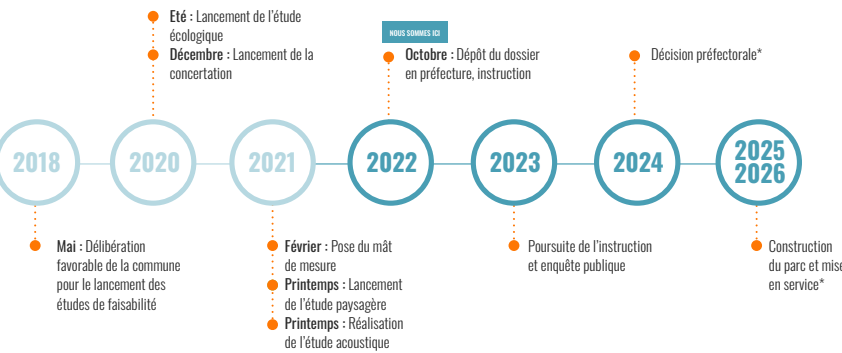 Eté : Lancement de l'étude
écologique
Décembre : Lancement de la
concertation
NOUS SOMMES ICI
Octobre : Dépôt du dossier
en préfecture, instruction
Décision préfectorale*
2018
2020
2021
2022
2023
2024
2025
2026
Mai : Délibération
favorable de la commune
pour le lancement des
études de faisabilité
Février : Pose du mât
de mesure
Printemps : Lancement
de l'étude paysagère
Printemps : Réalisation
de l'étude acoustique
Poursuite de l'instruction
et enquête publique
Construction
du parc et mise
en service*